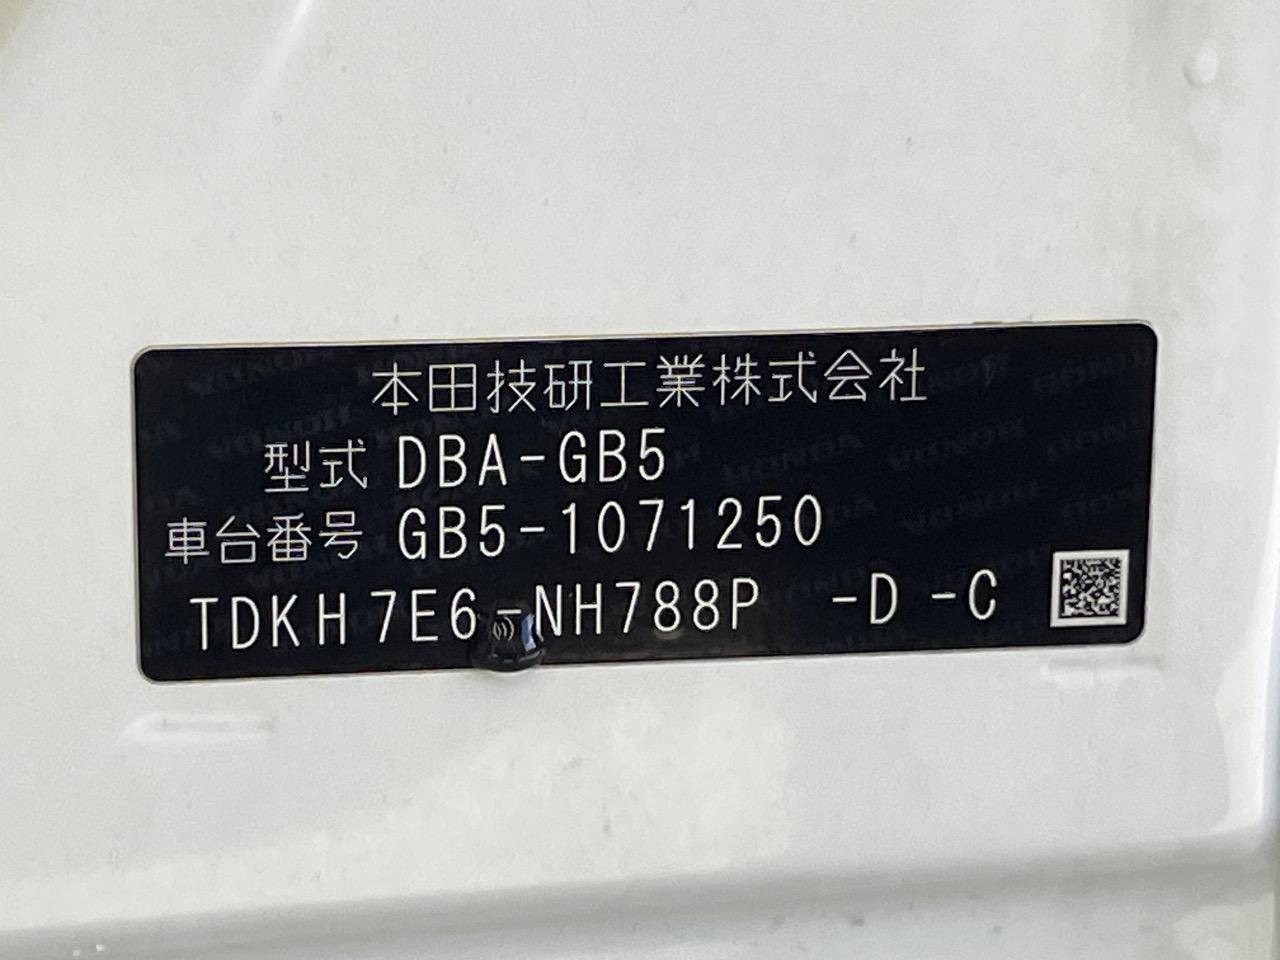 本田技研工業株式会社
型式 DBA-GB5
車台番号 GB5-1071250
TDKH7E6-NH788P -D -C